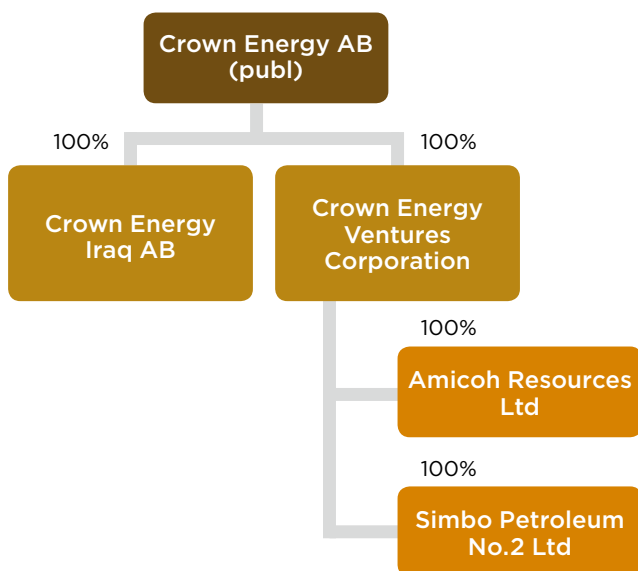 Crown Energy AB
(publ)
100%
100%
Crown Energy
Iraq AB
Crown Energy
Ventures
Corporation
100%
Amicoh Resources
Ltd
100%
Simbo Petroleum
No.2 Ltd